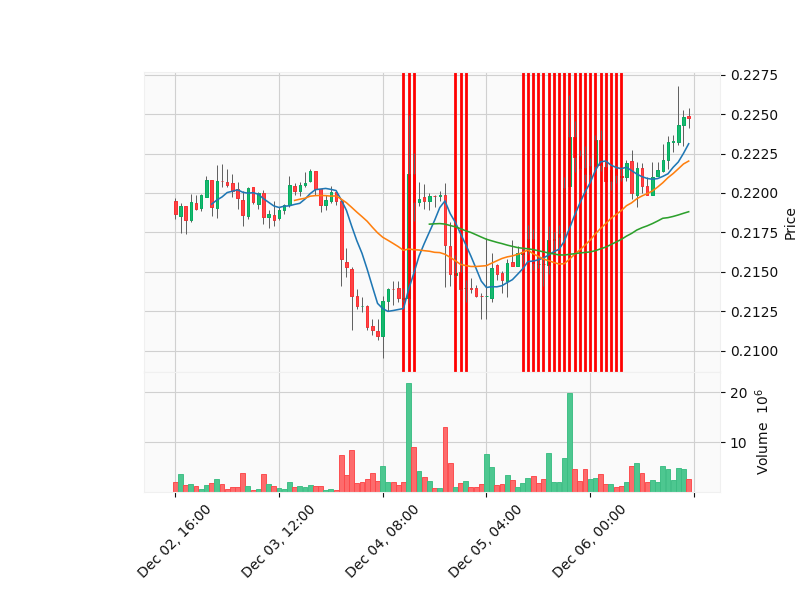 0.2275
0.2250
0.2225
0.2200
0.2175
0.2150
0.2125
0.2100
Price
20
10
Volume 10^6
Dec 02, 16:00
Dec 03, 12:00
Dec 04, 08:00
Dec 05, 04:00
Dec 06, 00:00